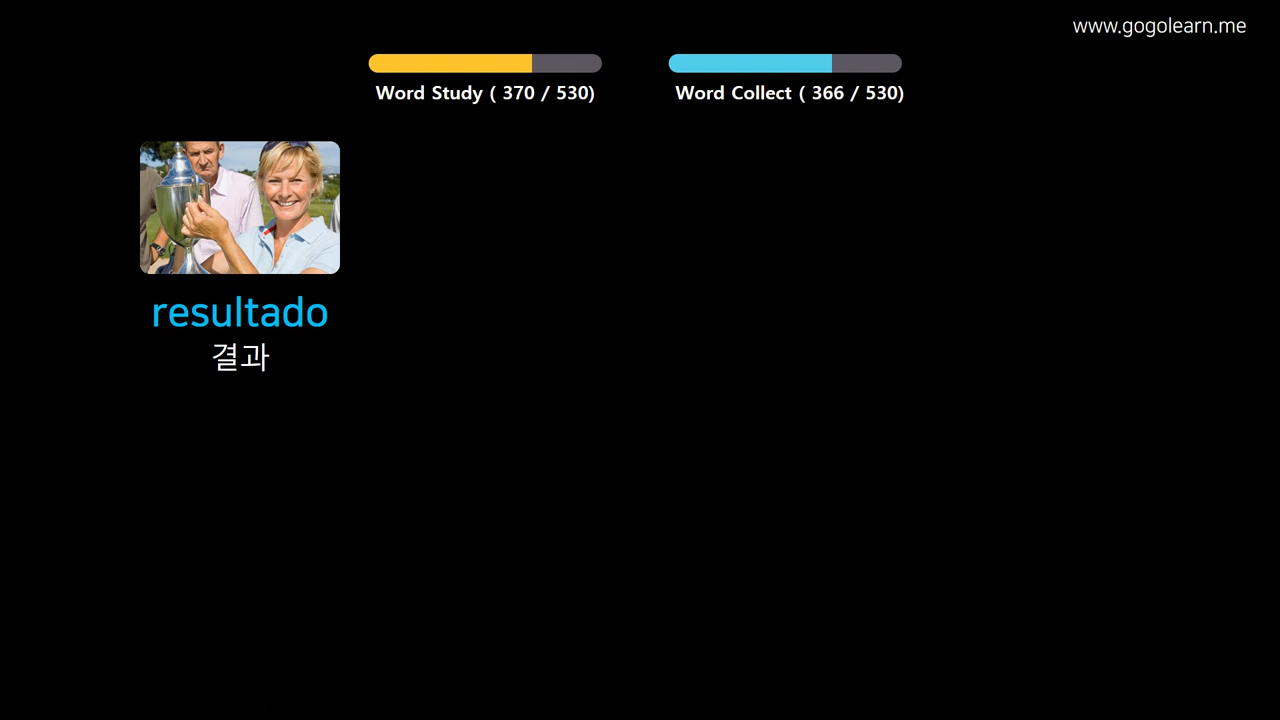 www.gogolearn.me
Word Study ( 370 / 530)
Word Collect ( 366 / 530)
resultado
결과